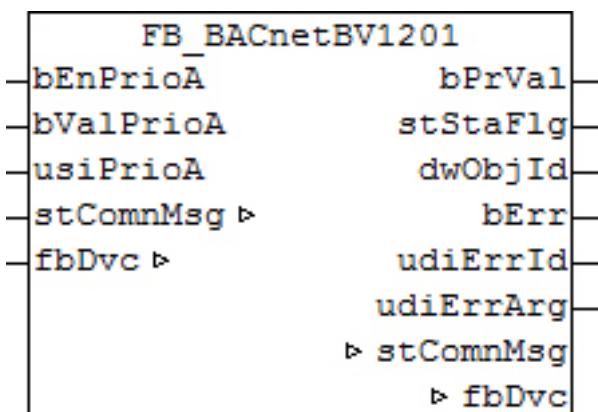 FB_BACnetBV1201
bEnPrioA bPrVal
bValPrioA stStaFlg
usiPrioA dwObjId
stComnMsg ▷ bErr
fbDvc ▷ udiErrId
udiErrArg
▷ stComnMsg
▷ fbDvc